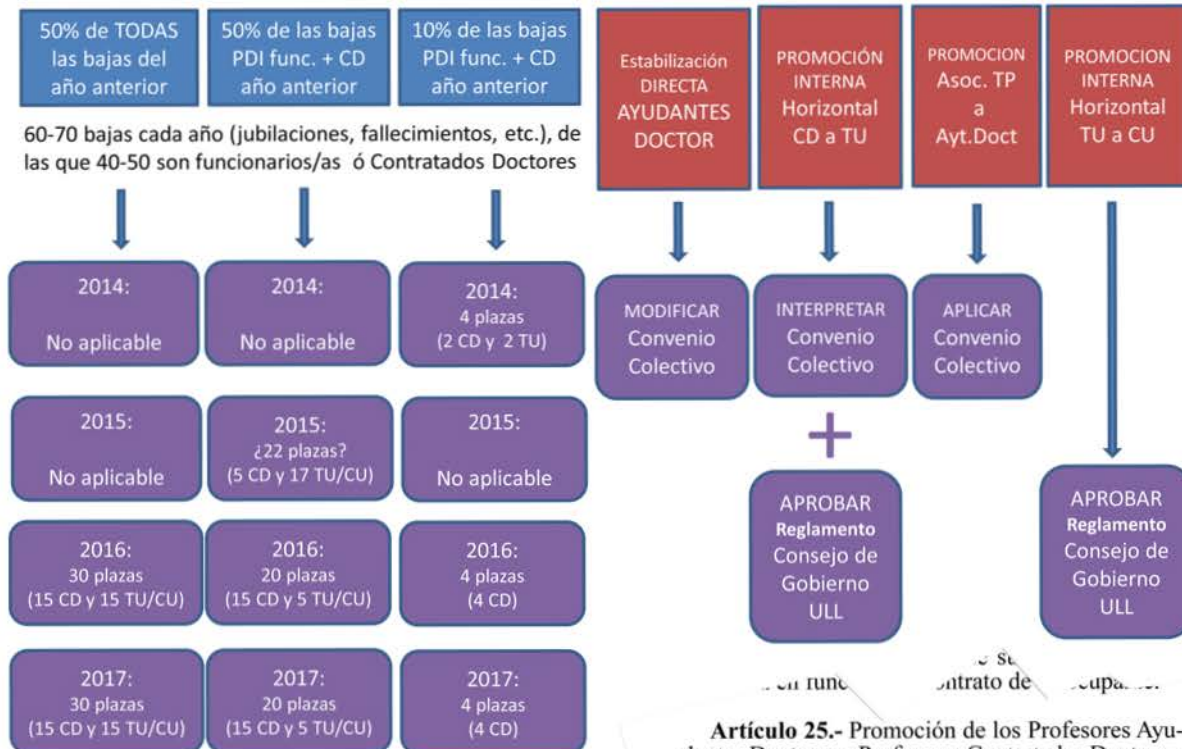 50% de TODAS
las bajas del
año anterior
50% de las bajas
PDI func. + CD
año anterior
10% de las bajas
PDI func. + CD
año anterior
60-70 bajas cada año (jubilaciones, fallecimientos, etc.), de
las que 40-50 son funcionarios/as ó Contratados Doctores
2014:
No aplicable
2014:
No aplicable
2014:
4 plazas
(2 CD y 2 TU)
2015:
No aplicable
2015:
¿22 plazas?
(5 CD y 17 TU/CU)
2015:
No aplicable
2016:
30 plazas
(15 CD y 15 TU/CU)
2016:
20 plazas
(15 CD y 5 TU/CU)
2016:
4 plazas
(4 CD)
2017:
30 plazas
(15 CD y 15 TU/CU)
2017:
20 plazas
(15 CD y 5 TU/CU)
2017:
4 plazas
(4 CD)
Estabilización
DIRECTA
AYUDANTES
DOCTOR
PROMOCIÓN
INTERNA
Horizontal
CD a TU
PROMOCION
Asoc. TP
a
Ayt.Doct
PROMOCION
INTERNA
Horizontal
TU a CU
MODIFICAR
Convenio
Colectivo
INTERPRETAR
Convenio
Colectivo
APLICAR
Convenio
Colectivo
+
APROBAR
Reglamento
Consejo de
Gobierno
ULL
APROBAR
Reglamento
Consejo de
Gobierno
ULL
en de
Artículo 25.- Promoción de los Profesores Ayu-